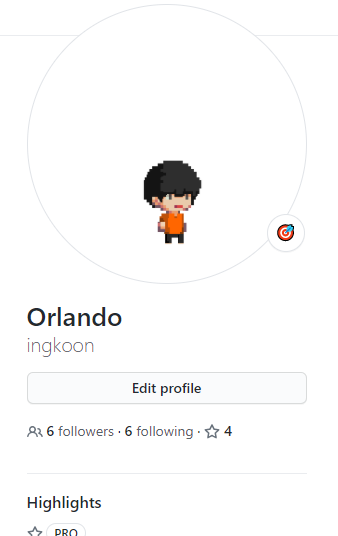 Orlando
ingkoon
Edit profile
6 followers · 6 following · 4
Highlights
PRO